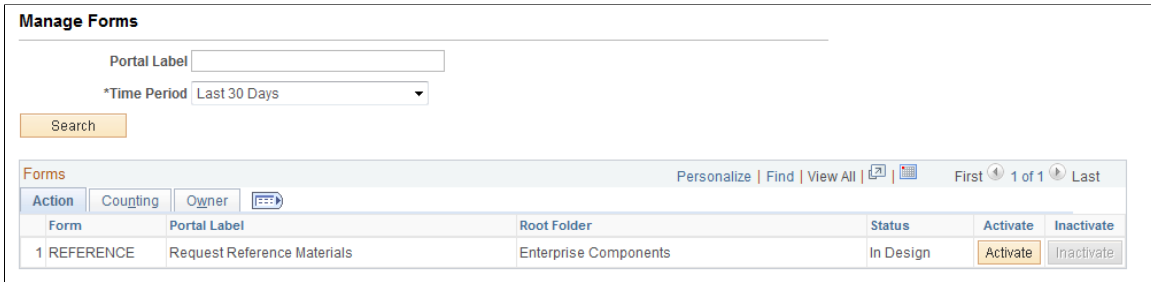 Manage Forms
Portal Label
*Time Period Last 30 Days
Search
Forms Personalize | Find | View All | | First 1 of 1 Last
Action Counting Owner
Form Portal Label Root Folder Status Activate Inactivate
1 REFERENCE Request Reference Materials Enterprise Components In Design Activate Inactivate